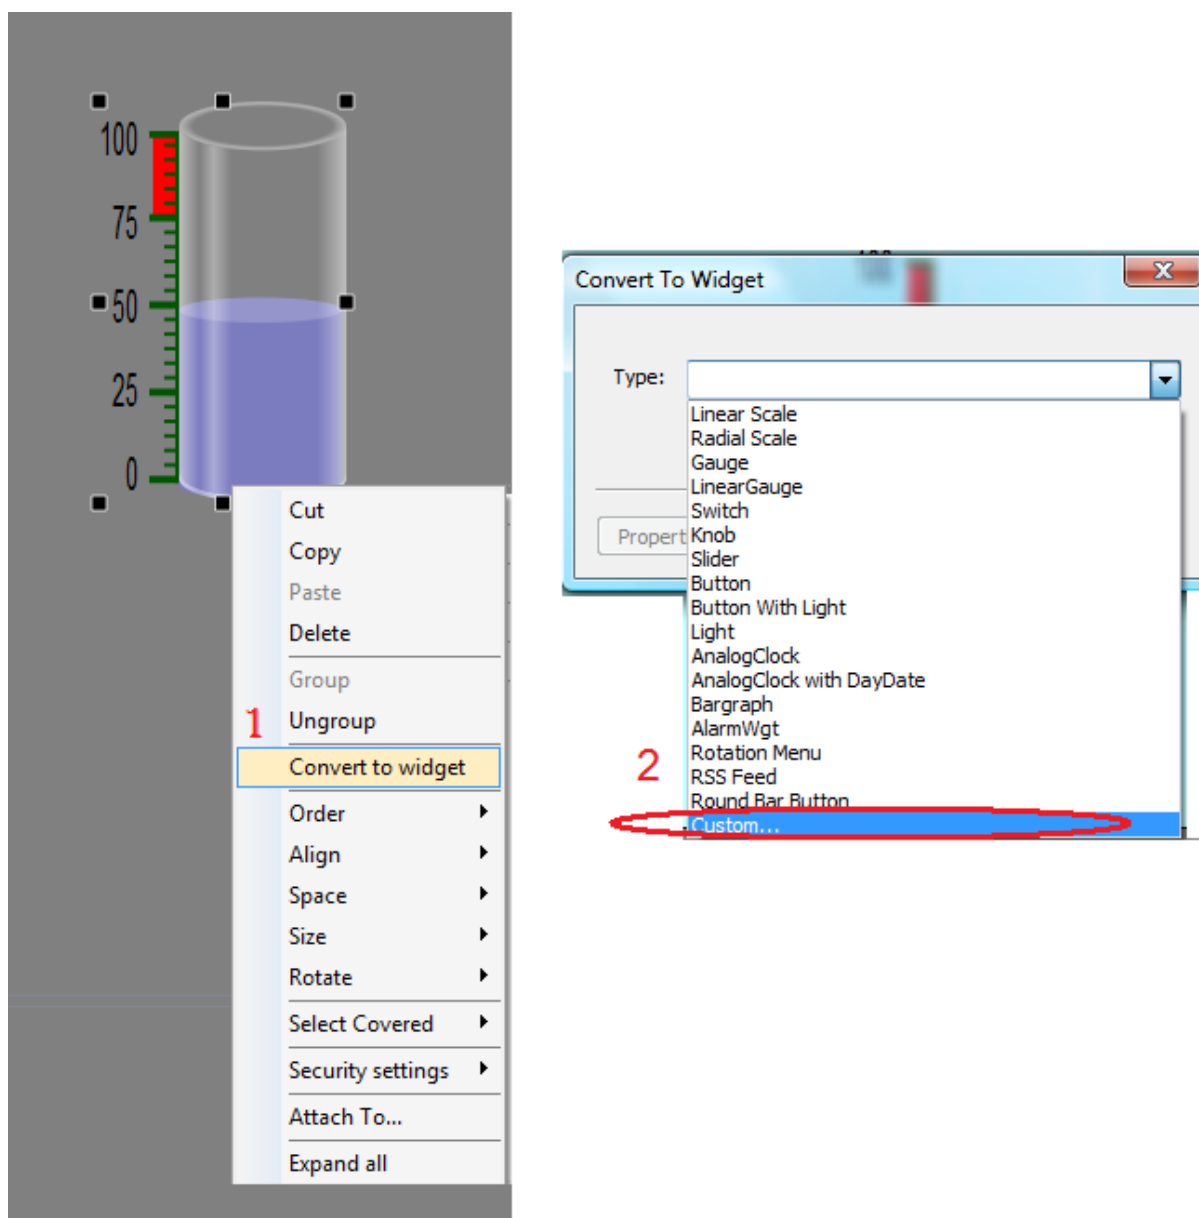 100
75
50
25
0
Cut
Copy
Paste
Delete
Group
1
Ungroup
Convert to widget
Order
Align
Space
Size
Rotate
Select Covered
Security settings
Attach To...
Expand all
Convert To Widget
Type:
Linear Scale
Radial Scale
Gauge
LinearGauge
Switch
Propert
Knob
Slider
Button
Button With Light
Light
AnalogClock
AnalogClock with DayDate
Bargraph
AlarmWgt
2
Rotation Menu
RSS Feed
Round Bar Button
Custom...